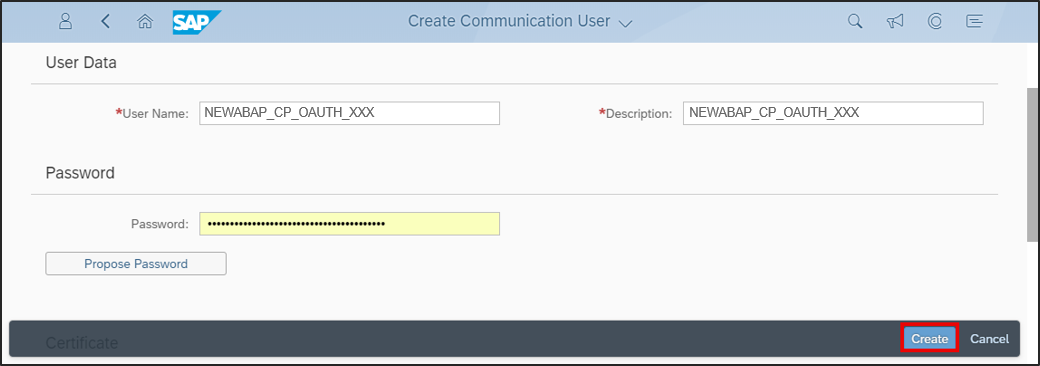 SAP Create Communication User
User Data
*User Name: NEWABAP_CP_OAUTH_XXX *Description: NEWABAP_CP_OAUTH_XXX
Password
Password: ••••••••••••••••••••••••••••••••••••••••
Propose Password
Certificate
Create Cancel